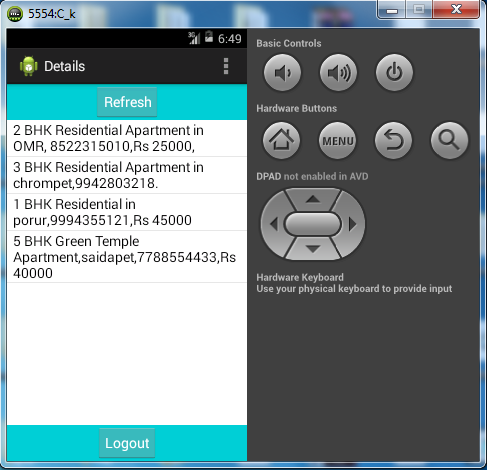 5554:C_k
3G
6:49
Details
Refresh
2 BHK Residential Apartment in
OMR, 8522315010,Rs 25000,
3 BHK Residential Apartment in
chrompet,9942803218.
1 BHK Residential in
porur,9994355121,Rs 45000
5 BHK Green Temple
Apartment,saidapet,7788554433,Rs
40000
Logout
Basic Controls
Hardware Buttons
MENU
DPAD not enabled in AVD
Hardware Keyboard
Use your physical keyboard to provide input